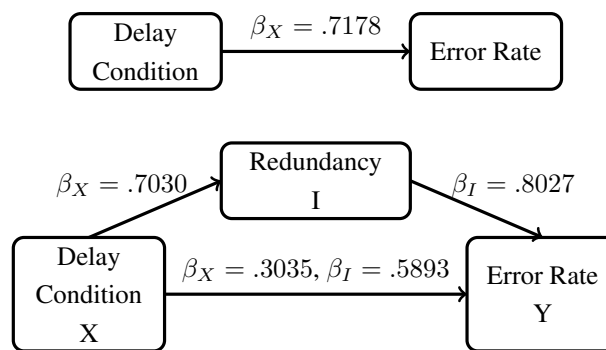 Delay
Condition
β_X = .7178
Error Rate
Redundancy
I
β_X = .7030
β_I = .8027
Delay
Condition
X
β_X = .3035, β_I = .5893
Error Rate
Y